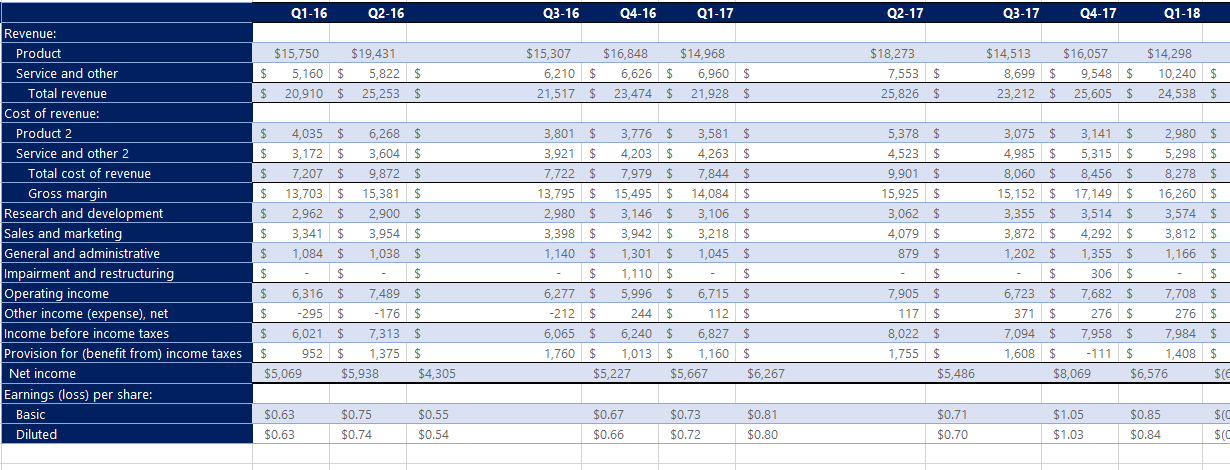 Q1-16 Q2-16 Q3-16 Q4-16 Q1-17 Q2-17 Q3-17 Q4-17 Q1-18
Revenue:
Product $15,750 $19,431 $15,307 $16,848 $14,968 $18,273 $14,513 $16,057 $14,298
Service and other $ 5,160 $ 5,822 $ 6,210 $ 6,626 $ 6,960 $ 7,553 $ 8,699 $ 9,548 $ 10,240 $
Total revenue $ 20,910 $ 25,253 $ 21,517 $ 23,474 $ 21,928 $ 25,826 $ 23,212 $ 25,605 $ 24,538 $
Cost of revenue:
Product 2 $ 4,035 $ 6,268 $ 3,801 $ 3,776 $ 3,581 $ 5,378 $ 3,075 $ 3,141 $ 2,980 $
Service and other 2 $ 3,172 $ 3,604 $ 3,921 $ 4,203 $ 4,263 $ 4,523 $ 4,985 $ 5,315 $ 5,298 $
Total cost of revenue $ 7,207 $ 9,872 $ 7,722 $ 7,979 $ 7,844 $ 9,901 $ 8,060 $ 8,456 $ 8,278 $
Gross margin $ 13,703 $ 15,381 $ 13,795 $ 15,495 $ 14,084 $ 15,925 $ 15,152 $ 17,149 $ 16,260 $
Research and development $ 2,962 $ 2,900 $ 2,980 $ 3,146 $ 3,106 $ 3,062 $ 3,355 $ 3,514 $ 3,574 $
Sales and marketing $ 3,341 $ 3,954 $ 3,398 $ 3,942 $ 3,218 $ 4,079 $ 3,872 $ 4,292 $ 3,812 $
General and administrative $ 1,084 $ 1,038 $ 1,140 $ 1,301 $ 1,045 $ 879 $ 1,202 $ 1,355 $ 1,166 $
Impairment and restructuring $ - $ - $ - $ 1,110 $ - $ - $ - $ 306 $ - $
Operating income $ 6,316 $ 7,489 $ 6,277 $ 5,996 $ 6,715 $ 7,905 $ 6,723 $ 7,682 $ 7,708 $
Other income (expense), net $ -295 $ -176 $ -212 $ 244 $ 112 $ 117 $ 371 $ 276 $ 276 $
Income before income taxes $ 6,021 $ 7,313 $ 6,065 $ 6,240 $ 6,827 $ 8,022 $ 7,094 $ 7,958 $ 7,984 $
Provision for (benefit from) income taxes $ 952 $ 1,375 $ 1,760 $ 1,013 $ 1,160 $ 1,755 $ 1,608 $ -111 $ 1,408 $
Net income $5,069 $5,938 $4,305 $5,227 $5,667 $6,267 $5,486 $8,069 $6,576 $(6
Earnings (loss) per share:
Basic $0.63 $0.75 $0.55 $0.67 $0.73 $0.81 $0.71 $1.05 $0.85 $(0
Diluted $0.63 $0.74 $0.54 $0.66 $0.72 $0.80 $0.70 $1.03 $0.84 $(0